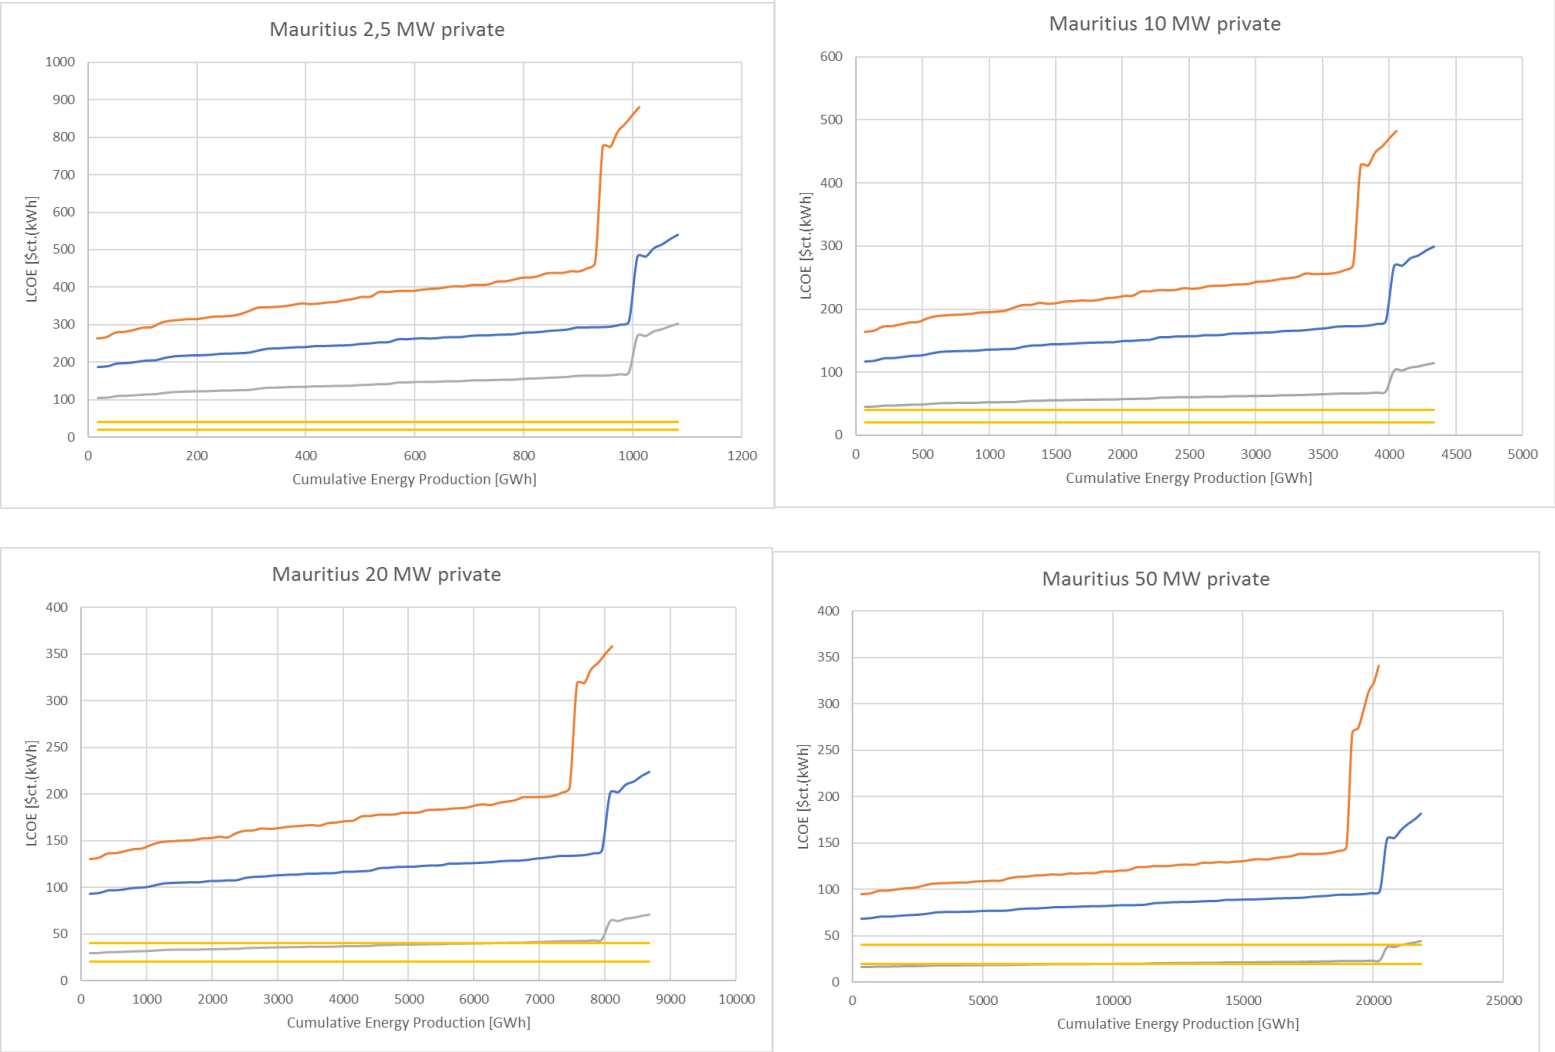 Mauritius 2,5 MW private
1000
900
800
700
600
500
400
300
200
100
0
LCOE [$ct.(kWh]
0 200 400 600 800 1000 1200
Cumulative Energy Production [GWh]
Mauritius 10 MW private
600
500
400
300
200
100
0
LCOE [$ct.(kWh]
0 500 1000 1500 2000 2500 3000 3500 4000 4500 5000
Cumulative Energy Production [GWh]
Mauritius 20 MW private
400
350
300
250
200
150
100
50
0
LCOE [$ct.(kWh]
0 1000 2000 3000 4000 5000 6000 7000 8000 9000 10000
Cumulative Energy Production [GWh]
Mauritius 50 MW private
400
350
300
250
200
150
100
50
0
LCOE [$ct.(kWh]
0 5000 10000 15000 20000 25000
Cumulative Energy Production [GWh]